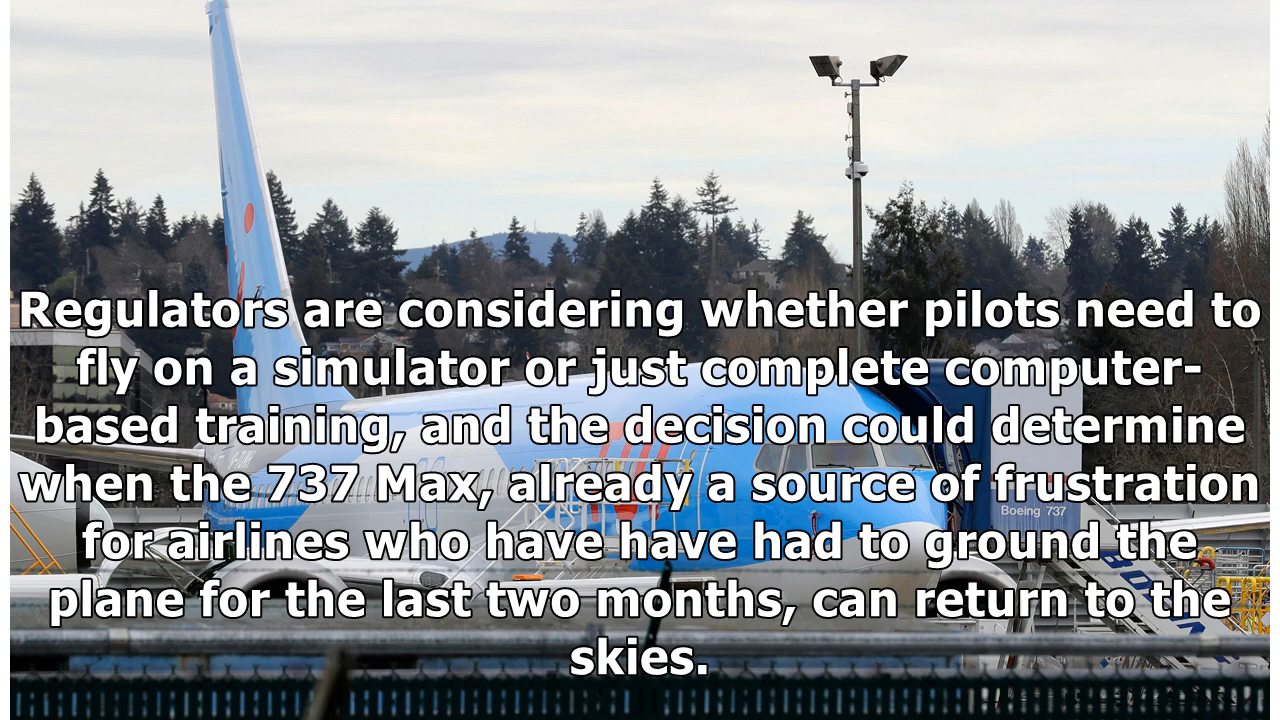 Regulators are considering whether pilots need to
fly on a simulator or just complete computer-
based training, and the decision could determine
when the 737 Max, already a source of frustration
Boeing 737
for airlines who have have had to ground the
plane for the last two months, can return to the
skies.